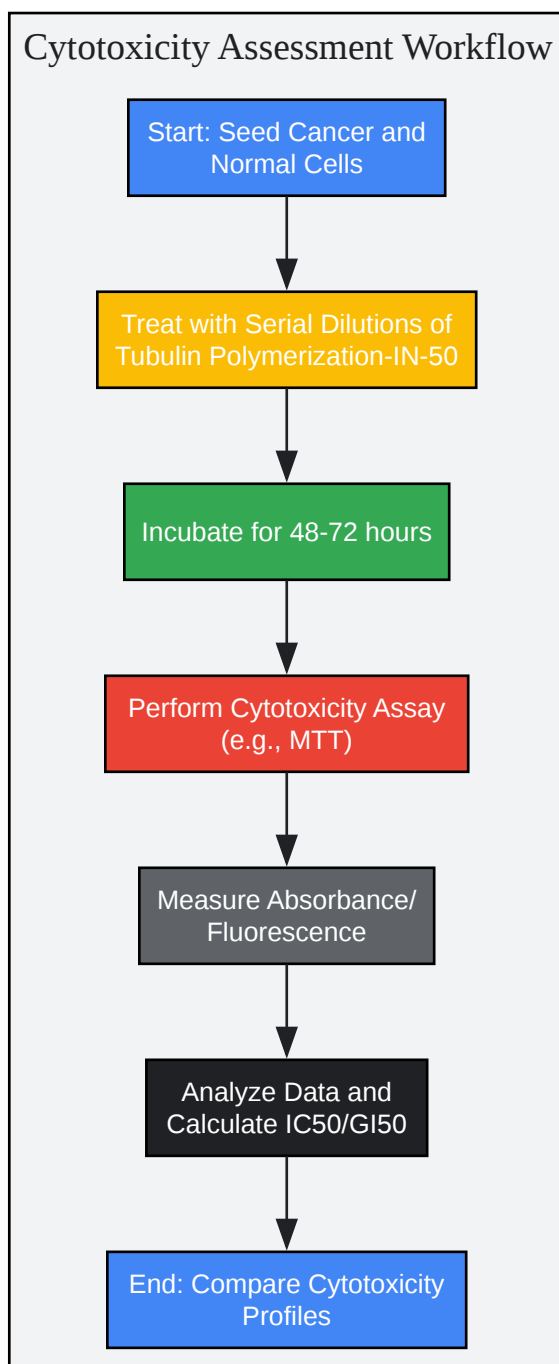 Cytotoxicity Assessment Workflow
Start: Seed Cancer and
Normal Cells
Treat with Serial Dilutions of
Tubulin Polymerization-IN-50
Incubate for 48-72 hours
Perform Cytotoxicity Assay
(e.g., MTT)
Measure Absorbance/
Fluorescence
Analyze Data and
Calculate IC50/GI50
End: Compare Cytotoxicity
Profiles